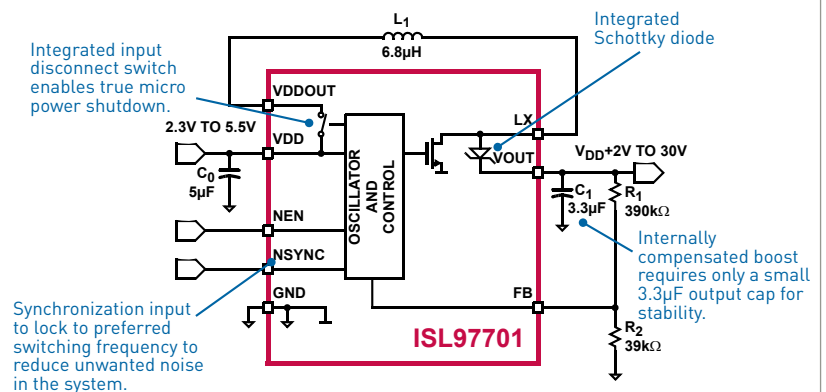 L1
6.8µH
Integrated
Schottky diode
Integrated input
disconnect switch
enables true micro
power shutdown.
VDDOUT
LX
2.3V TO 5.5V
VDD
VOUT
VDD+2V TO 30V
C0
5µF
OSCILLATOR
AND
CONTROL
C1
3.3µF
R1
390kΩ
NEN
NSYNC
Internally
compensated boost
requires only a small
3.3µF output cap for
stability.
GND
FB
Synchronization input
to lock to preferred
switching frequency to
reduce unwanted noise
in the system.
ISL97701
R2
39kΩ